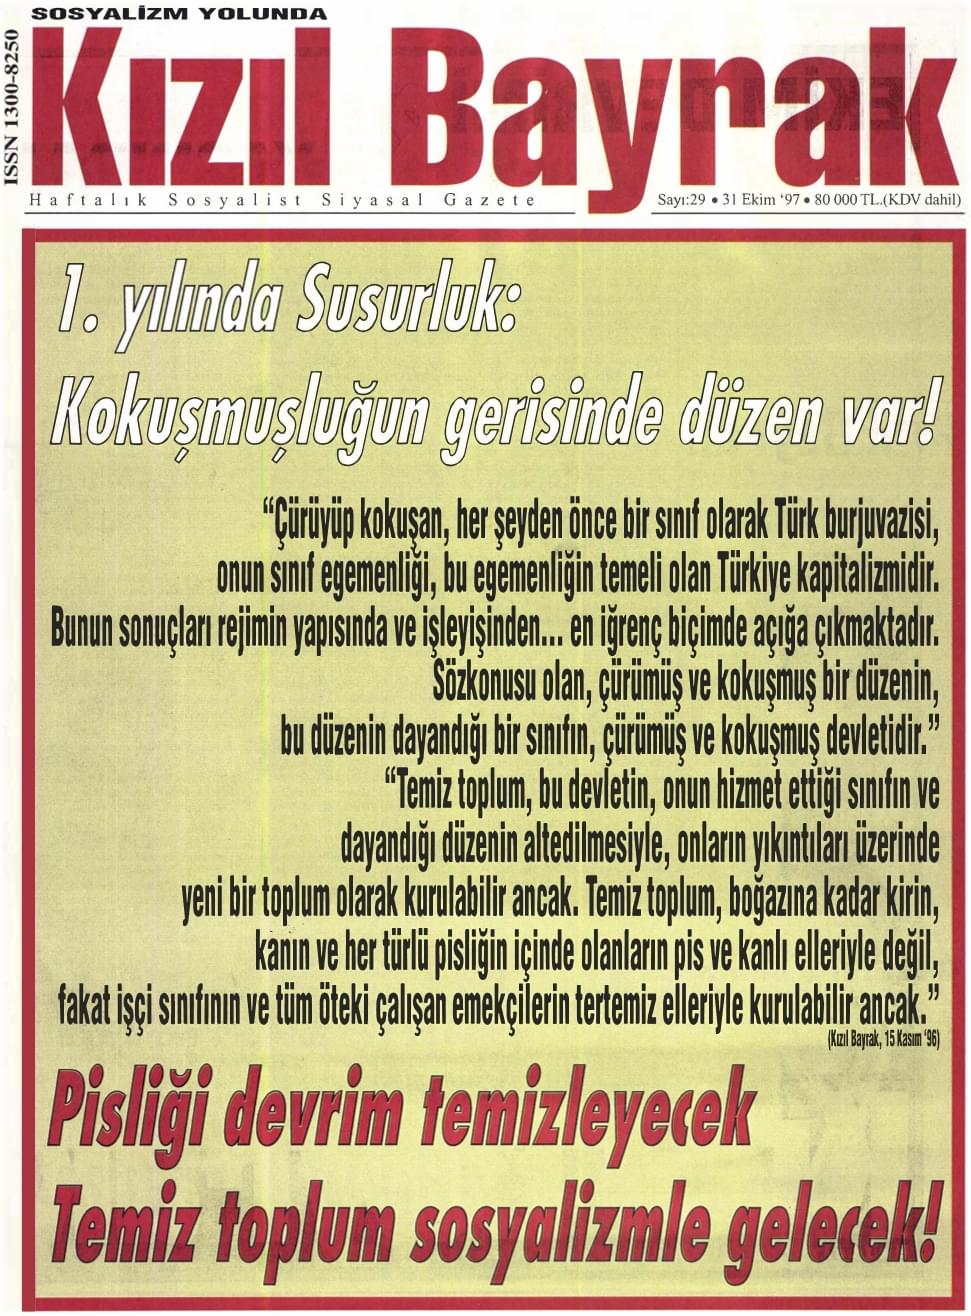 SOSYALİZM YOLUNDA
ISSN 1300-8250
Kızıl Bayrak
Haftalık Sosyalist Siyasal Gazete
Sayı:29 • 31 Ekim '97 • 80 000 TL.(KDV dahil)
1. yılında Susurluk:
Kokuşmuşluğun gerisinde düzen var!
“Çürüyüp kokuşan, her şeyden önce bir sınıf olarak Türk burjuvazisi,
onun sınıf egemenliği, bu egemenliğin temeli olan Türkiye kapitalizmidir.
Bunun sonuçları rejimin yapısında ve işleyişinden... en iğrenç biçimde açığa çıkmaktadır.
Sözkonusu olan, çürümüş ve kokuşmuş bir düzenin,
bu düzenin dayandığı bir sınıfın, çürümüş ve kokuşmuş devletidir.”
“Temiz toplum, bu devletin, onun hizmet ettiği sınıfın ve
dayandığı düzenin altedilmesiyle, onların yıkıntıları üzerinde
yeni bir toplum olarak kurulabilir ancak. Temiz toplum, boğazına kadar kirin,
kanın ve her türlü pisliğin içinde olanların pis ve kanlı elleriyle değil,
fakat işçi sınıfının ve tüm öteki çalışan emekçilerin tertemiz elleriyle kurulabilir ancak.”
(Kızıl Bayrak, 15 Kasım '96)
Pisliği devrim temizleyecek
Temiz toplum sosyalizmle gelecek!